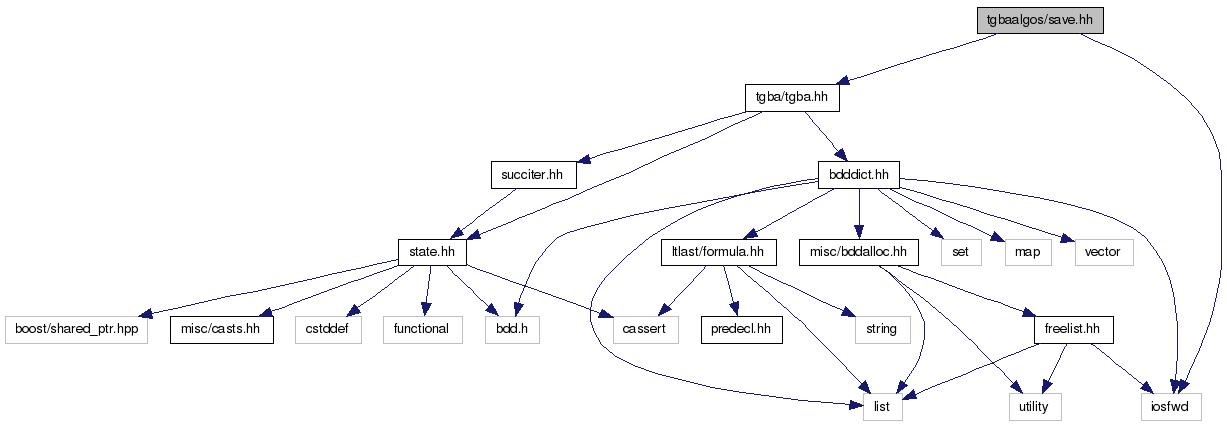 tgbaalgos/save.hh
tgba/tgba.hh
succiter.hh
bdddict.hh
state.hh
ltlast/formula.hh
misc/bddalloc.hh
set
map
vector
boost/shared_ptr.hpp
misc/casts.hh
cstddef
functional
bdd.h
cassert
predecl.hh
string
freelist.hh
list
utility
iosfwd